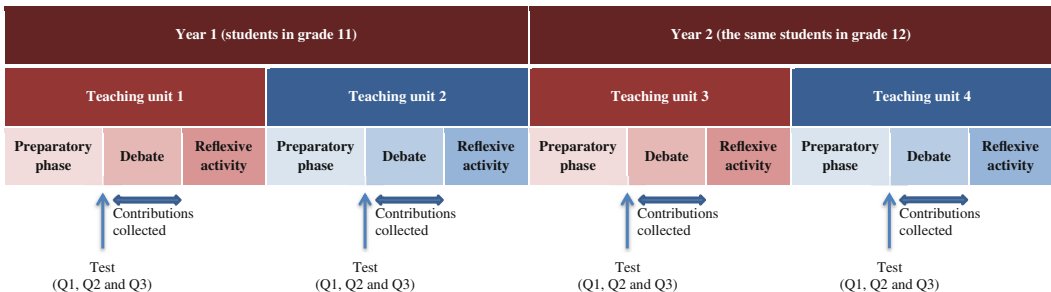 Year 1 (students in grade 11)
Year 2 (the same students in grade 12)
Teaching unit 1
Teaching unit 2
Teaching unit 3
Teaching unit 4
Preparatory
phase
Debate
Reflexive
activity
Preparatory
phase
Debate
Reflexive
activity
Preparatory
phase
Debate
Reflexive
activity
Preparatory
phase
Debate
Reflexive
activity
Contributions
collected
Contributions
collected
Contributions
collected
Contributions
collected
Test
(Q1, Q2 and Q3)
Test
(Q1, Q2 and Q3)
Test
(Q1, Q2 and Q3)
Test
(Q1, Q2 and Q3)